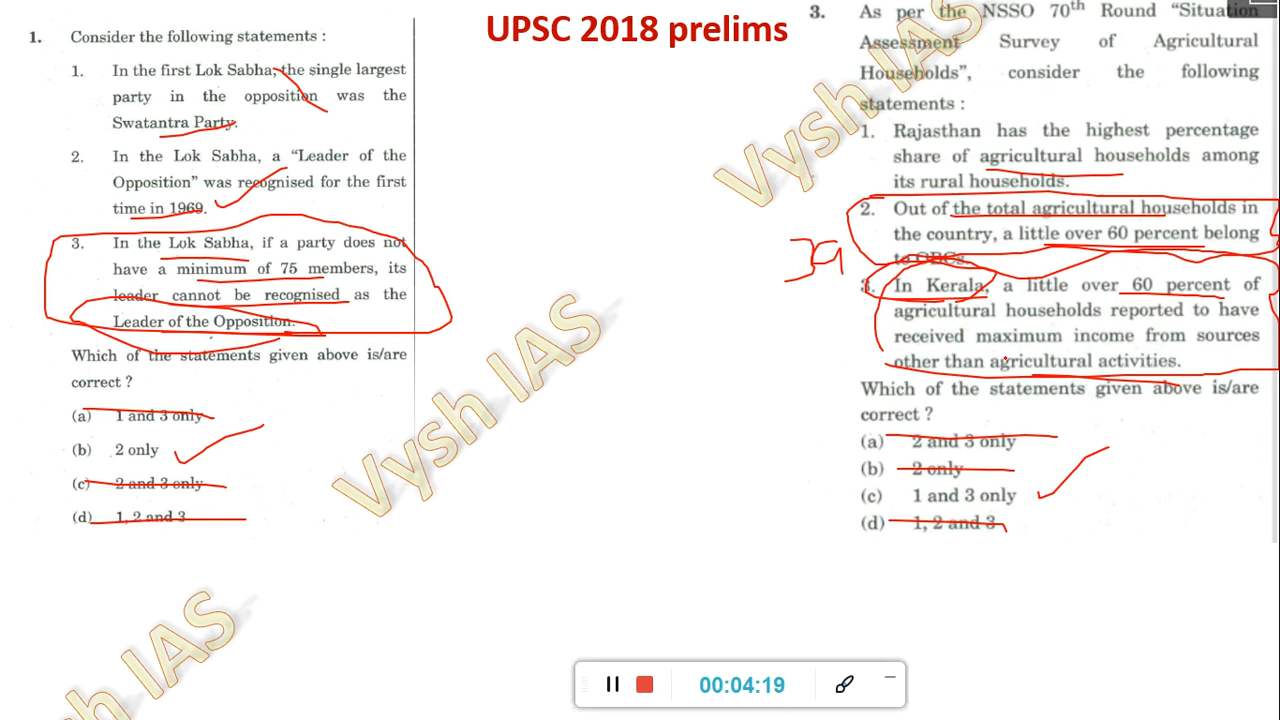 UPSC 2018 prelims
1. Consider the following statements :
1. In the first Lok Sabha, the single largest
party in the opposition was the
Swatantra Party.
2. In the Lok Sabha, a “Leader of the
Opposition” was recognised for the first
time in 1969.
3. In the Lok Sabha, if a party does not
have a minimum of 75 members, its
leader cannot be recognised as the
Leader of the Opposition.
Which of the statements given above is/are
correct ?
(a) 1 and 3 only
(b) 2 only
(c) 2 and 3 only
(d) 1, 2 and 3
3. As per the NSSO 70th Round “Situation
Assessment Survey of Agricultural
Households”, consider the following
statements :
1. Rajasthan has the highest percentage
share of agricultural households among
its rural households.
2. Out of the total agricultural households in
the country, a little over 60 percent belong
to OBCs.
3. In Kerala, a little over 60 percent of
agricultural households reported to have
received maximum income from sources
other than agricultural activities.
Which of the statements given above is/are
correct ?
(a) 2 and 3 only
(b) 2 only
(c) 1 and 3 only
(d) 1, 2 and 3
Vysh IAS
Vysh IAS
Vysh IAS
00:04:19